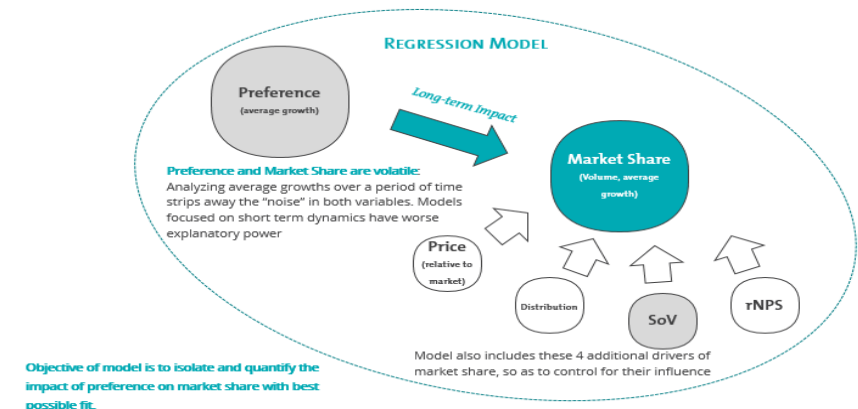 REGRESSION MODEL
Preference
(average growth)
Long-term Impact
Market Share
(Volume, average
growth)
Preference and Market Share are volatile:
Analyzing average growths over a period of time
strips away the “noise” in both variables. Models
focused on short term dynamics have worse
explanatory power
Price
(relative to
market)
Distribution
SoV
rNPS
Model also includes these 4 additional drivers of
market share, so as to control for their influence
Objective of model is to isolate and quantify the
impact of preference on market share with best
possible fit.